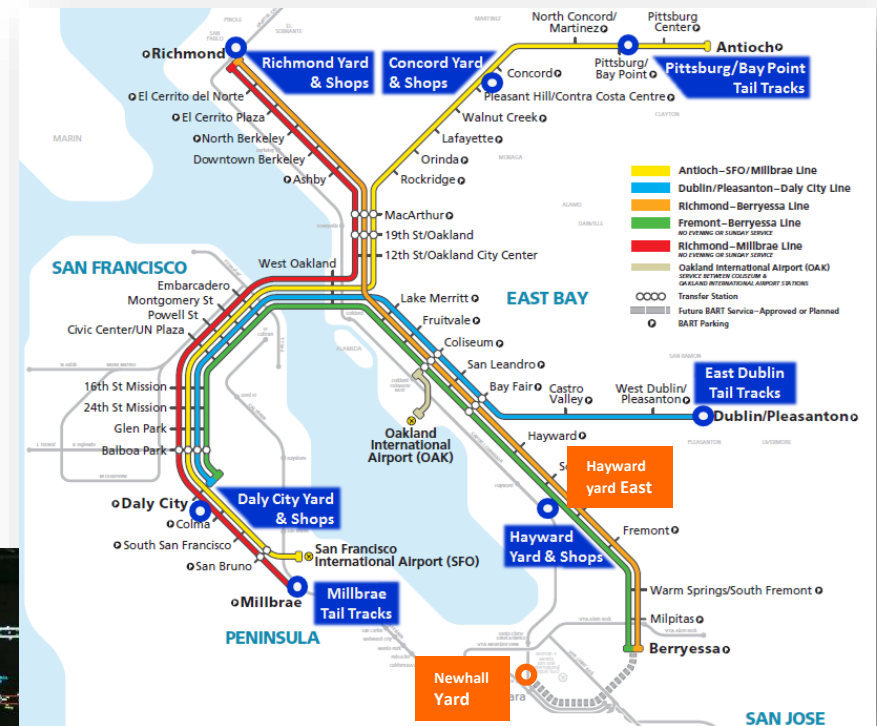 Richmond
Richmond Yard
& Shops
Concord Yard
& Shops
North Concord/
Martinez
Pittsburg
Center
Antioch
Pittsburg/
Bay Point
Pittsburg/Bay Point
Tail Tracks
Concord
Pleasant Hill/Contra Costa Centre
Walnut Creek
Lafayette
Orinda
Rockridge
El Cerrito del Norte
El Cerrito Plaza
North Berkeley
Downtown Berkeley
Ashby
MARIN
MARTINEZ
CLAYTON
MORAGA
ALAMO
DANVILLE
MacArthur
19th St/Oakland
12th St/Oakland City Center
Antioch–SFO/Millbrae Line
Dublin/Pleasanton–Daly City Line
Richmond–Berryessa Line
Fremont–Berryessa Line
NO EVENING OR SUNDAY SERVICE
Richmond–Millbrae Line
NO EVENING OR SUNDAY SERVICE
Oakland International Airport (OAK)
SERVICE BETWEEN COLISEUM &
OAKLAND INTERNATIONAL AIRPORT STATIONS
Transfer Station
Future BART Service–Approved or Planned
P BART Parking
SAN FRANCISCO
West Oakland
Embarcadero
Montgomery St
Powell St
Civic Center/UN Plaza
16th St Mission
24th St Mission
Glen Park
Balboa Park
Lake Merritt
EAST BAY
Fruitvale
Coliseum
San Leandro
Bay Fair
Castro
Valley
West Dublin/
Pleasanton
SAN RAMON
East Dublin
Tail Tracks
Dublin/Pleasanton
PLEASANTON
LIVERMORE
ALAMEDA
Oakland
International
Airport (OAK)
Hayward
Hayward
yard East
Hayward
Yard & Shops
Daly City
Daly City Yard
& Shops
Colma
South San Francisco
San Bruno
San Francisco
International Airport (SFO)
Millbrae
Millbrae
Tail Tracks
PENINSULA
Fremont
Warm Springs/South Fremont
Milpitas
Berryessa
Newhall
Yard
SAN JOSE